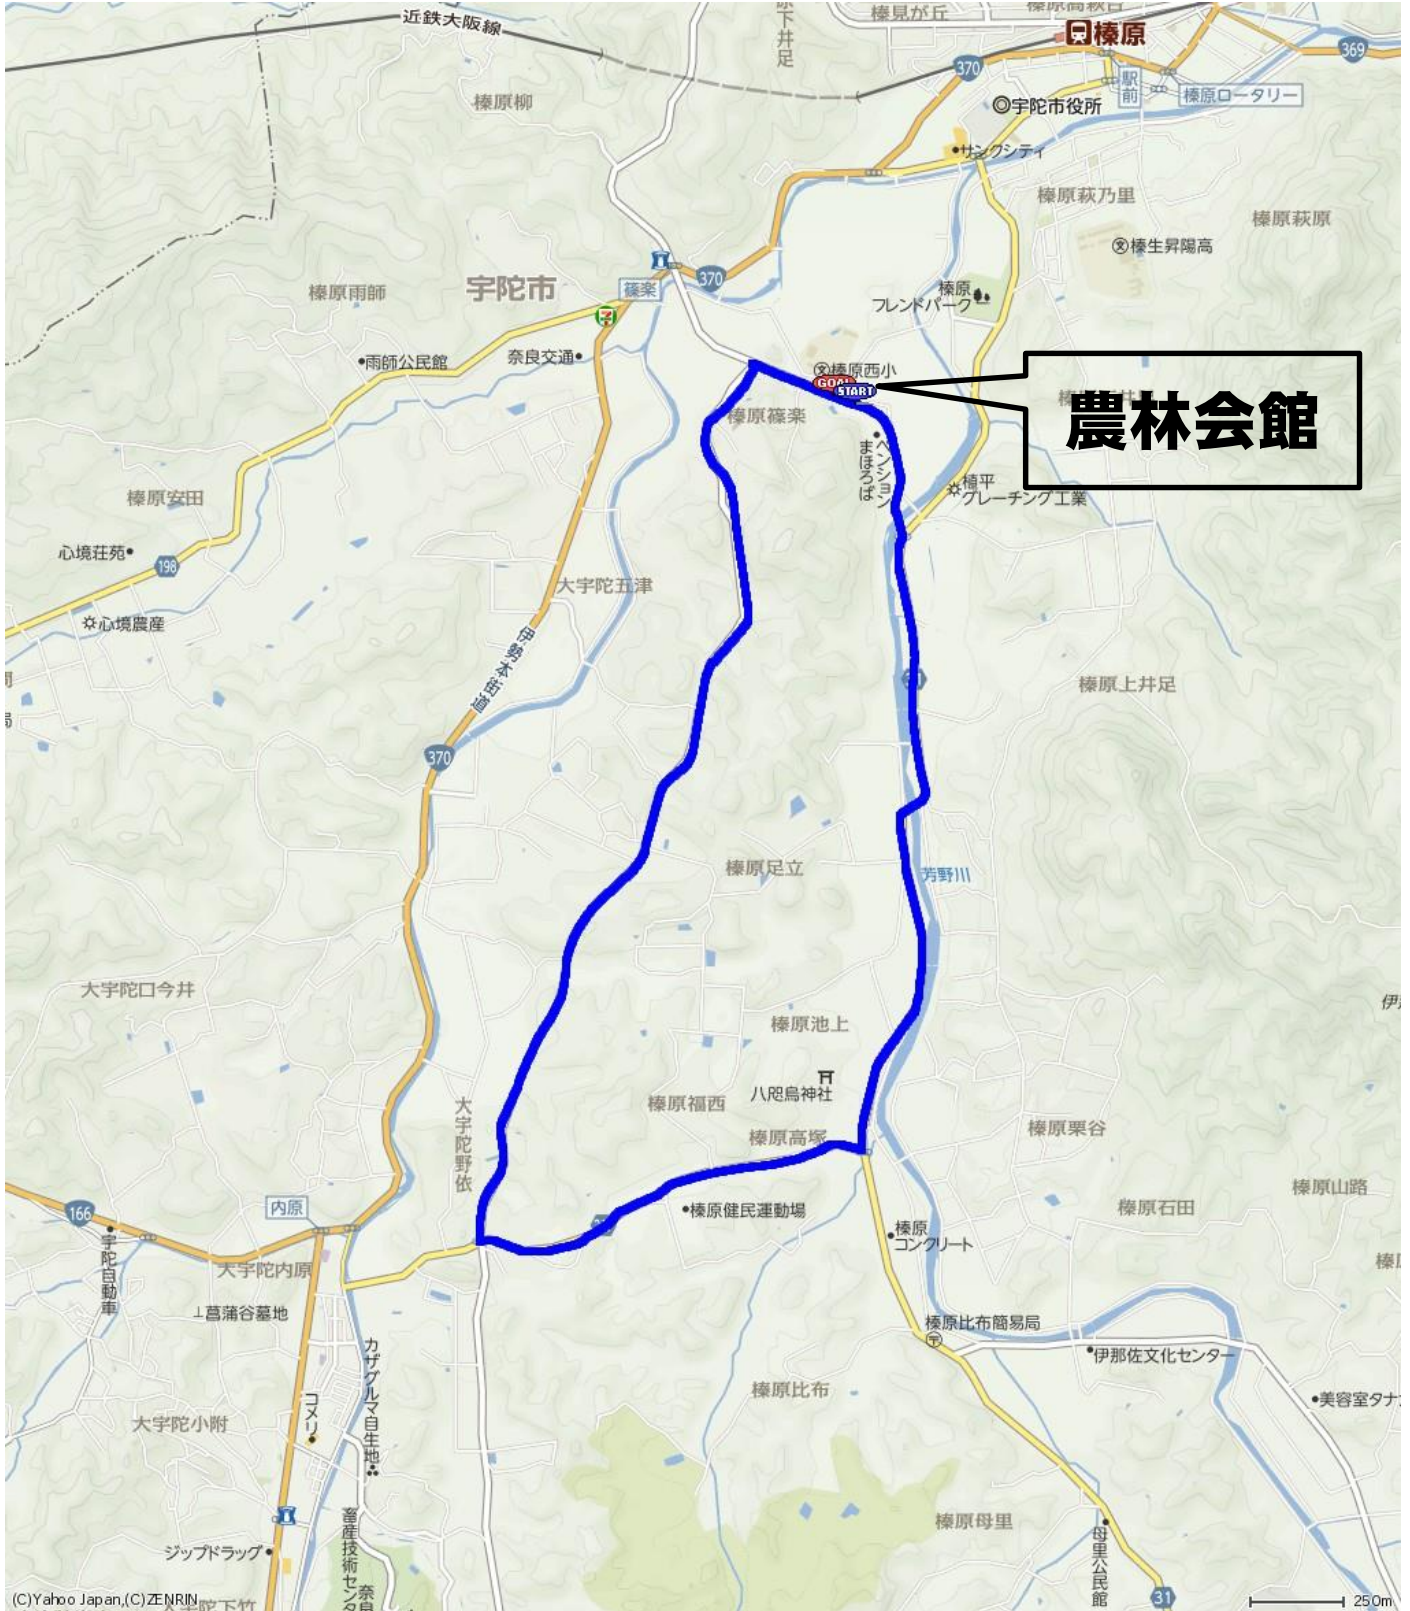 近鉄大阪線
榛見が丘
榛原
369
370
駅前
榛原ロータリー
榛原柳
宇陀市役所
サンクシティ
榛原萩乃里
榛原萩原
榛生昇陽高
370
宇陀市
篠楽
榛原雨師
榛原
フレンドパーク
雨師公民館
奈良交通
榛原西小
GOAL
START
農林会館
榛原篠楽
ペンション
まほろば
植平
グレーチング工業
榛原安田
心境荘苑
198
心境農産
大宇陀五津
伊勢本街道
榛原上井足
370
榛原足立
芳野川
大宇陀口今井
榛原池上
八咫烏神社
榛原福西
大宇陀野依
榛原高塚
榛原栗谷
榛原山路
榛原石田
166
内原
榛原健民運動場
榛原
コンクリート
宇陀自動車
大宇陀内原
菖蒲谷墓地
榛原比布簡易局
伊那佐文化センター
カザグルマ自生地
コメリ
榛原比布
美容室タナ
大宇陀小附
榛原母里
母里公民館
ジップドラッグ
畜産技術センタ
31
(C)Yahoo Japan,(C)ZENRIN
大宇陀下竹
250m